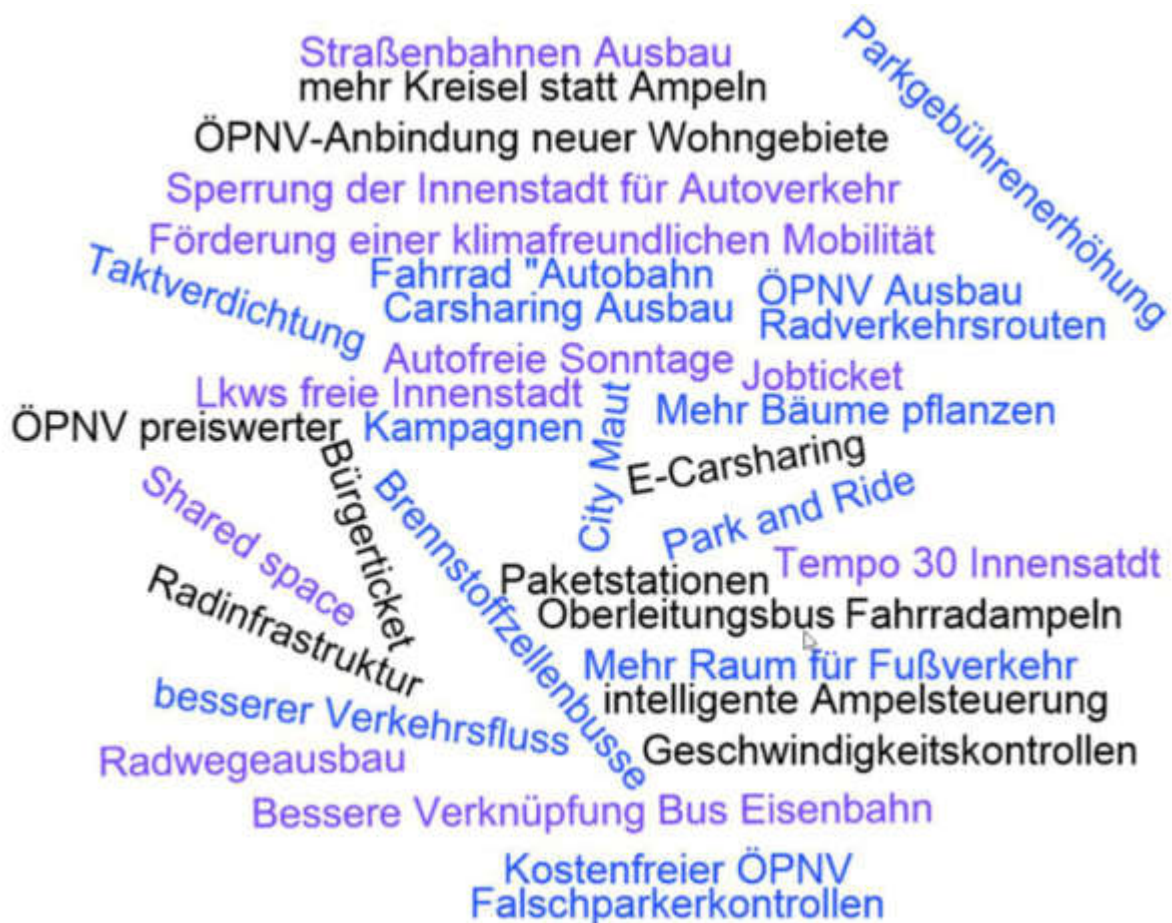 Straßenbahnen Ausbau
mehr Kreisel statt Ampeln
Parkgebührenerhöhung
ÖPNV-Anbindung neuer Wohngebiete
Sperrung der Innenstadt für Autoverkehr
Förderung einer klimafreundlichen Mobilität
Taktverdichtung
Fahrrad "Autobahn
ÖPNV Ausbau
Carsharing Ausbau
Radverkehrsrouten
Autofreie Sonntage
Jobticket
Lkws freie Innenstadt
Mehr Bäume pflanzen
ÖPNV preiswerter
Kampagnen
City Maut
E-Carsharing
Bürgerticket
Brennstoffzellenbusse
Shared space
Park and Ride
Tempo 30 Innensatdt
Paketstationen
Radinfrastruktur
Oberleitungsbus Fahrradampeln
Mehr Raum für Fußverkehr
besserer Verkehrsfluss
intelligente Ampelsteuerung
Radwegeausbau
Geschwindigkeitskontrollen
Bessere Verknüpfung Bus Eisenbahn
Kostenfreier ÖPNV
Falschparkerkontrollen